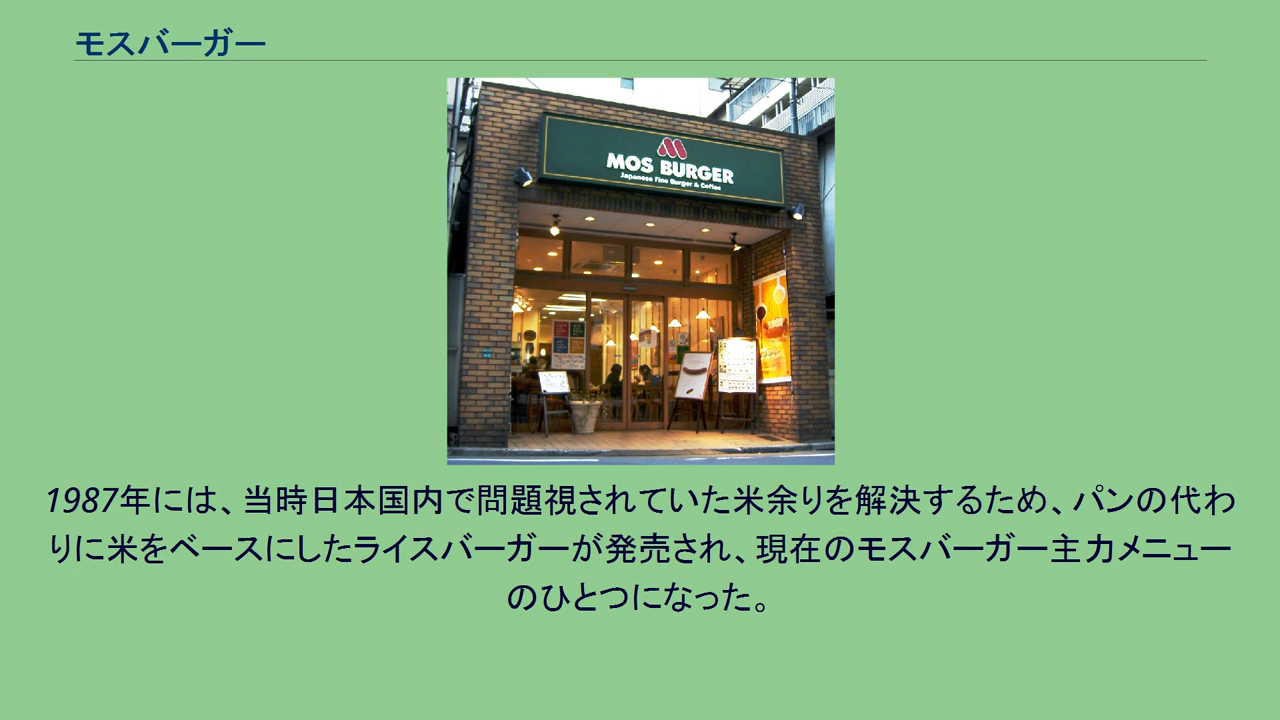 モスバーガー
MOS BURGER
Japanese Fine Burger & Coffee
1987年には、当時日本国内で問題視されていた米余りを解決するため、パンの代わ
りに米をベースにしたライスバーガーが発売され、現在のモスバーガー主力メニュー
のひとつになった。